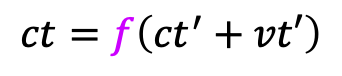 ct = f(ct′ + vt′)